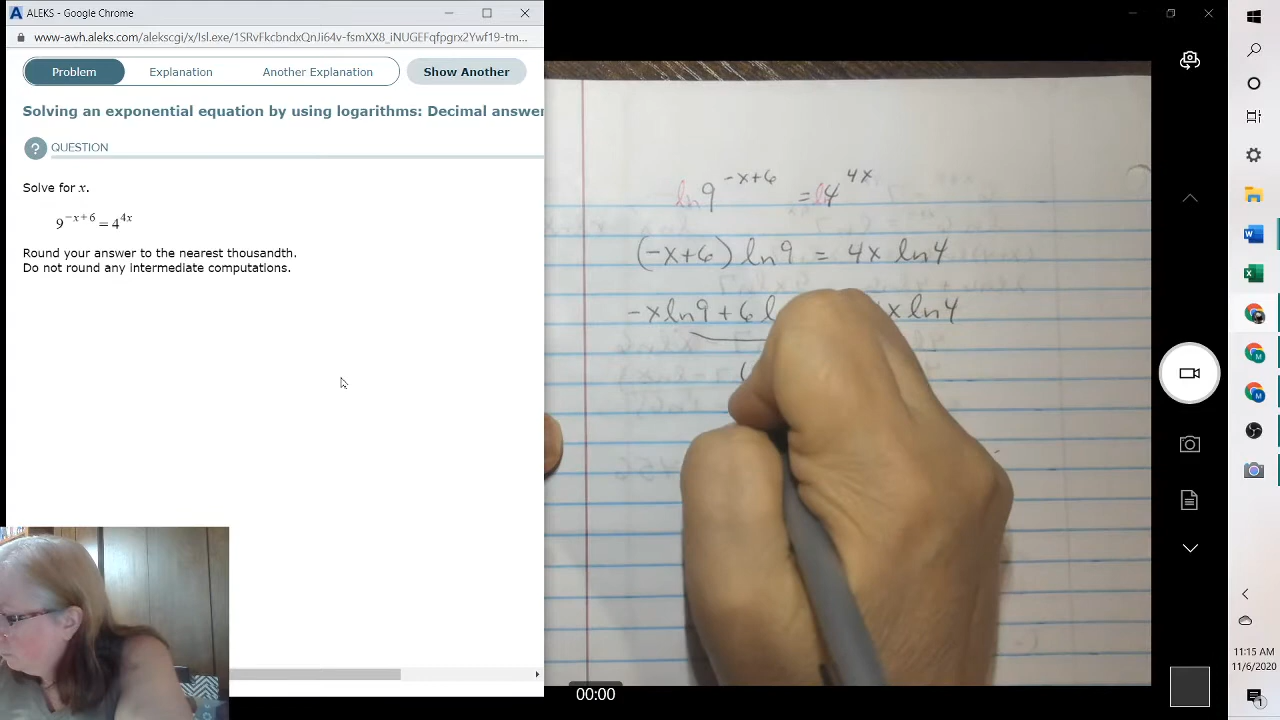 ALEKS - Google Chrome
www-awh.aleks.com/alekscgi/x/Isl.exe/1SRvFkcbndxQnJi64v-fsmXX8_iNUGEFqfpgrx2Ywf19-tm...
Problem
Explanation
Another Explanation
Show Another
Solving an exponential equation by using logarithms: Decimal answer
? QUESTION
Solve for x.
9^{-x+6} = 4^{4x}
Round your answer to the nearest thousandth.
Do not round any intermediate computations.
ln 9^{-x+6} = ln 4^{4x}
(-x+6) ln 9 = 4x ln 4
-x ln 9 + 6 l x ln 4
00:00
11:15 AM
11/6/2020